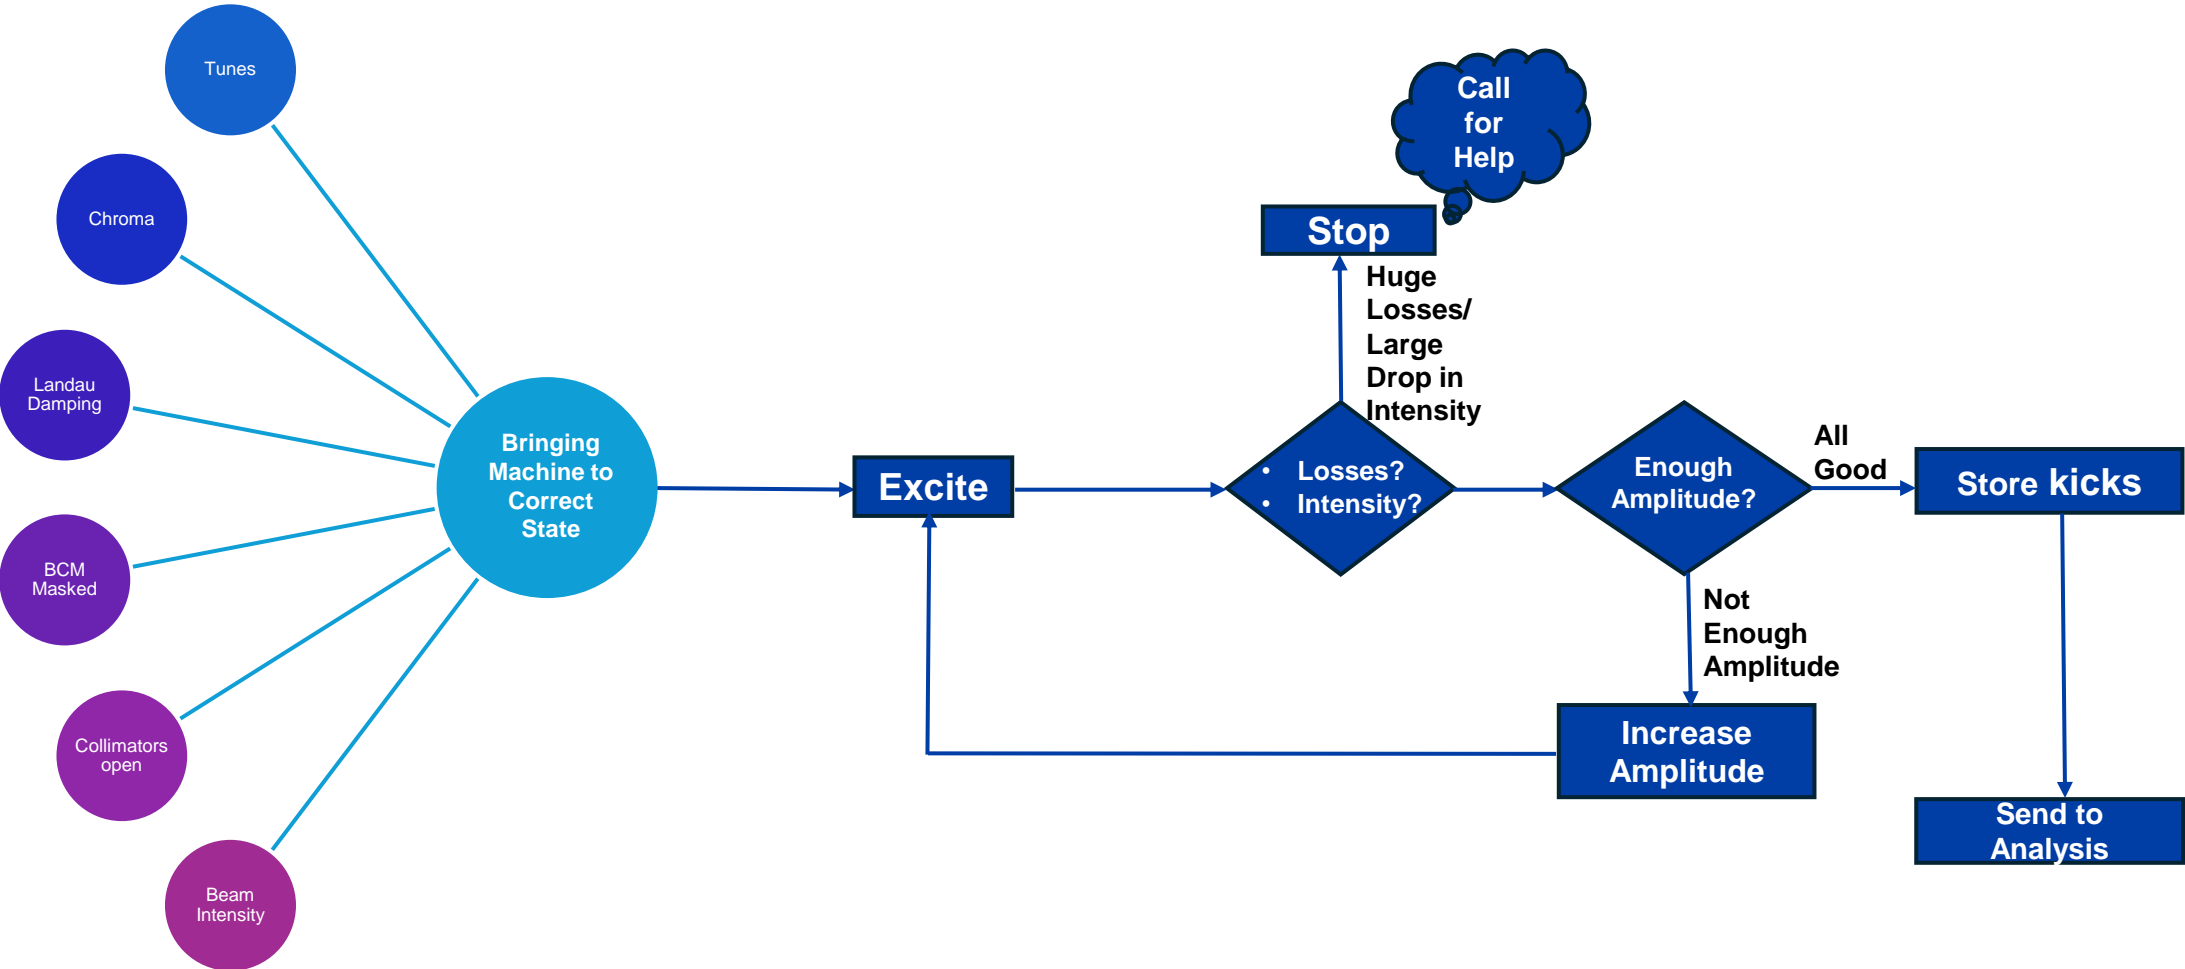 Tunes
Chroma
Landau
Damping
BCM
Masked
Collimators
open
Beam
Intensity
Bringing
Machine to
Correct
State
Excite
• Losses?
• Intensity?
Huge
Losses/
Large
Drop in
Intensity
Stop
Call
for
Help
Enough
Amplitude?
All
Good
Store kicks
Not
Enough
Amplitude
Increase
Amplitude
Send to
Analysis